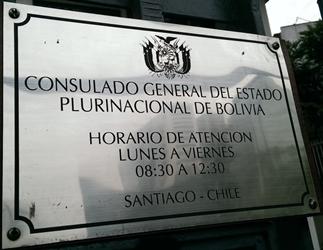 CONSULADO GENERAL DEL ESTADO
PLURINACIONAL DE BOLIVIA
HORARIO DE ATENCION
LUNES A VIERNES
08:30 A 12:30
SANTIAGO - CHILE